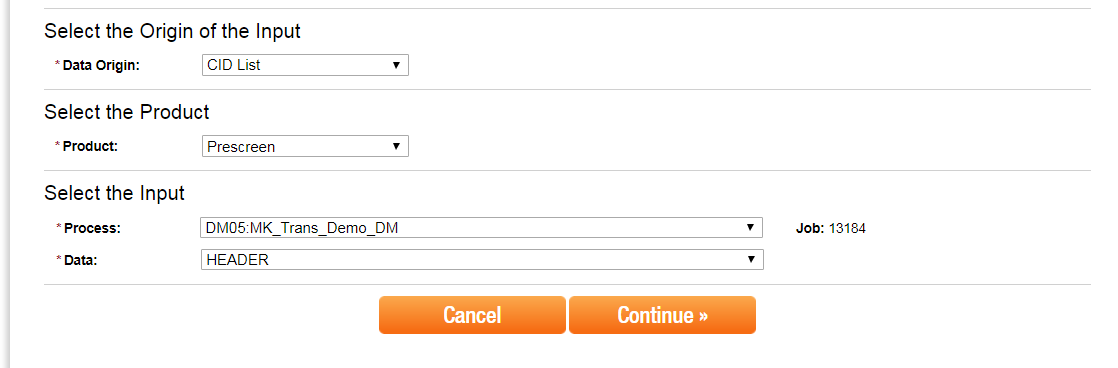 Select the Origin of the Input
*Data Origin: CID List
Select the Product
*Product: Prescreen
Select the Input
*Process: DM05:MK_Trans_Demo_DM Job: 13184
*Data: HEADER
Cancel Continue »